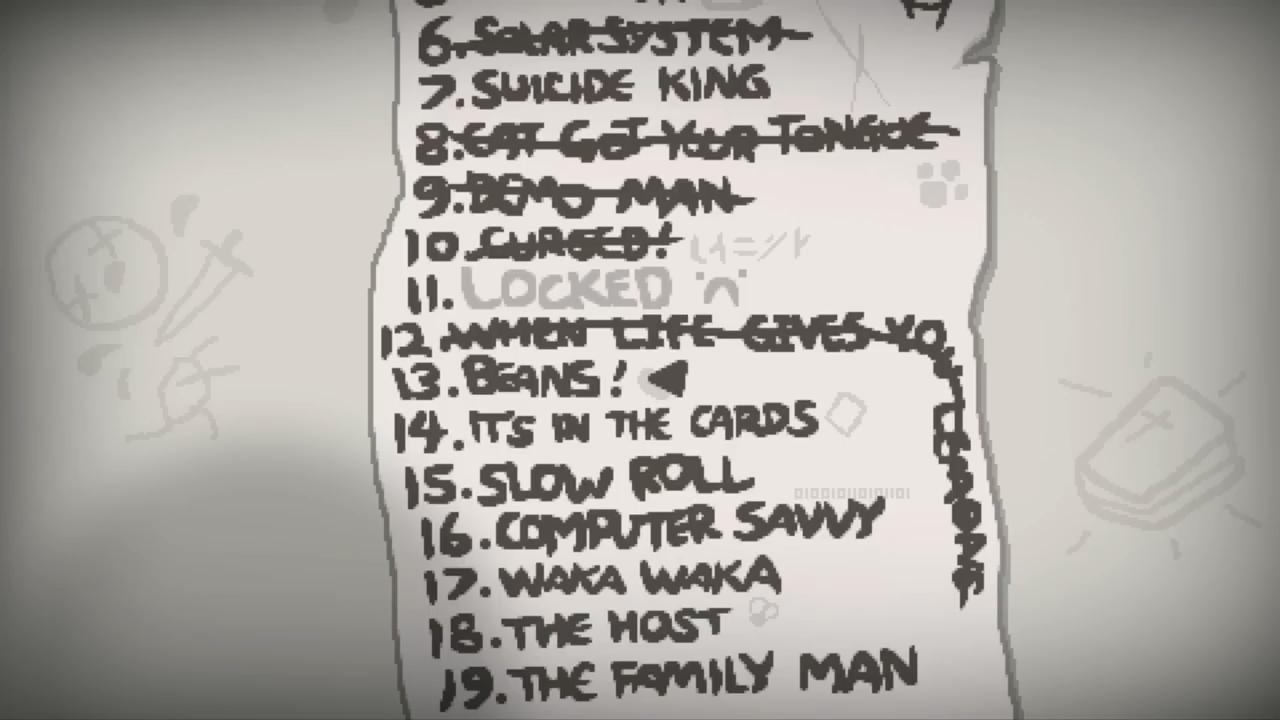 6. SOLAR SYSTEM
7. SUICIDE KING
8. CAT GOT YOUR TONGUE
9. DEMO MAN
10. CURSED!
11. LOCKED
12. WHEN LIFE GIVES YOU LEMONS
13. BEANS!
14. IT'S IN THE CARDS
15. SLOW ROLL
16. COMPUTER SAVVY
17. WAKA WAKA
18. THE HOST
19. THE FAMILY MAN